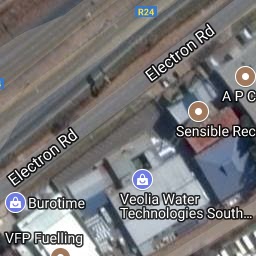 R24
Electron Rd
A P C
Sensible Rec
Electron Rd
Burotime
Veolia Water
Technologies South...
VFP Fuelling